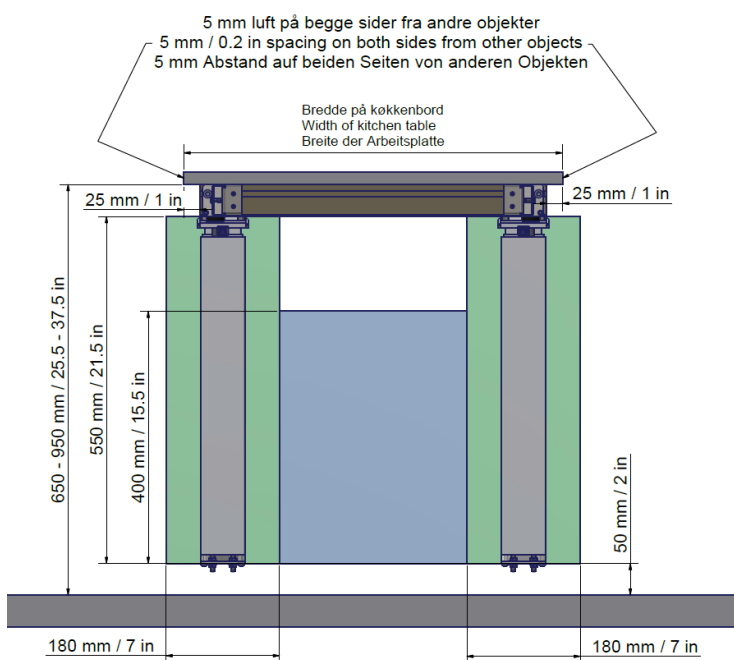 5 mm luft på begge sider fra andre objekter
5 mm / 0.2 in spacing on both sides from other objects
5 mm Abstand auf beiden Seiten von anderen Objekten
Bredde på køkkenbord
Width of kitchen table
Breite der Arbeitsplatte
25 mm / 1 in
25 mm / 1 in
650 - 950 mm / 25.5 - 37.5 in
550 mm / 21.5 in
400 mm / 15.5 in
50 mm / 2 in
180 mm / 7 in
180 mm / 7 in